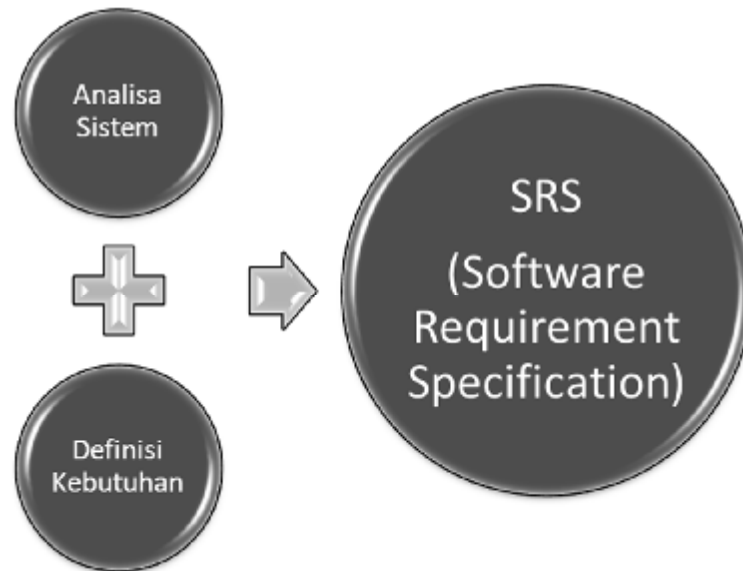 Analisa
Sistem
Definisi
Kebutuhan
SRS
(Software
Requirement
Specification)